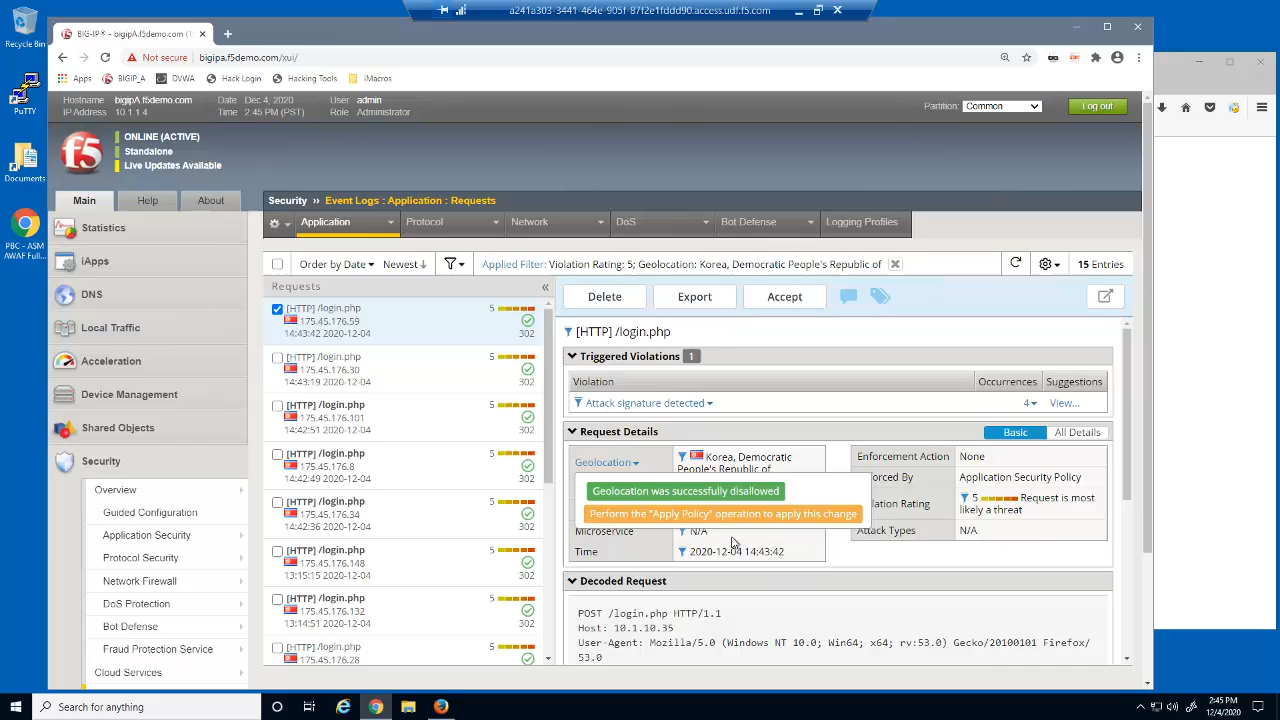 a241a303-3441-464e-905f-87f2e1fddd90.access.udf.f5.com
Recycle Bin
PuTTY
Documents
PBC - ASM
AWAF Full...
BIG-IP® - bigipA.f5demo.com (1
Not secure
bigipa.f5demo.com/xui/
Apps
BIGIP_A
DVWA
Hack Login
Hacking Tools
iMacros
Hostname bigipA.f5demo.com Date Dec 4, 2020 User admin
IP Address 10.1.1.4 Time 2:45 PM (PST) Role Administrator
Partition: Common
Log out
f5
ONLINE (ACTIVE)
Standalone
Live Updates Available
Main
Help
About
Security ›› Event Logs : Application : Requests
Statistics
iApps
DNS
Local Traffic
Acceleration
Device Management
Shared Objects
Security
Overview
Guided Configuration
Application Security
Protocol Security
Network Firewall
DoS Protection
Bot Defense
Fraud Protection Service
Cloud Services
Application
Protocol
Network
DoS
Bot Defense
Logging Profiles
Order by Date
Newest
Applied Filter: Violation Rating: 5; Geolocation: Korea, Democratic People's Republic of
15 Entries
Requests
[HTTP] /login.php 5
175.45.176.59
14:43:42 2020-12-04 302
[HTTP] /login.php 5
175.45.176.30
14:43:19 2020-12-04 302
[HTTP] /login.php 5
175.45.176.101
14:42:51 2020-12-04 302
[HTTP] /login.php 5
175.45.176.8
14:42:49 2020-12-04 302
[HTTP] /login.php 5
175.45.176.34
14:42:36 2020-12-04 302
[HTTP] /login.php 5
175.45.176.148
13:15:15 2020-12-04 302
[HTTP] /login.php 5
175.45.176.132
13:14:51 2020-12-04 302
[HTTP] /login.php 5
175.45.176.28
Delete
Export
Accept
[HTTP] /login.php
Triggered Violations 1
Violation Occurrences Suggestions
Attack signature detected 4 View...
Request Details
Basic
All Details
Geolocation
Korea, Democratic
People's Republic of
Geolocation was successfully disallowed
Perform the "Apply Policy" operation to apply this change
Microservice N/A
Time 2020-12-04 14:43:42
Enforcement Action None
orced By Application Security Policy
lation Rating 5 Request is most
likely a threat
Attack Types N/A
Decoded Request
POST /login.php HTTP/1.1
Host: 10.1.10.35
User-Agent: Mozilla/5.0 (Windows NT 10.0; Win64; x64; rv:53.0) Gecko/20100101 Firefox/
53.0
Search for anything
2:45 PM
12/4/2020